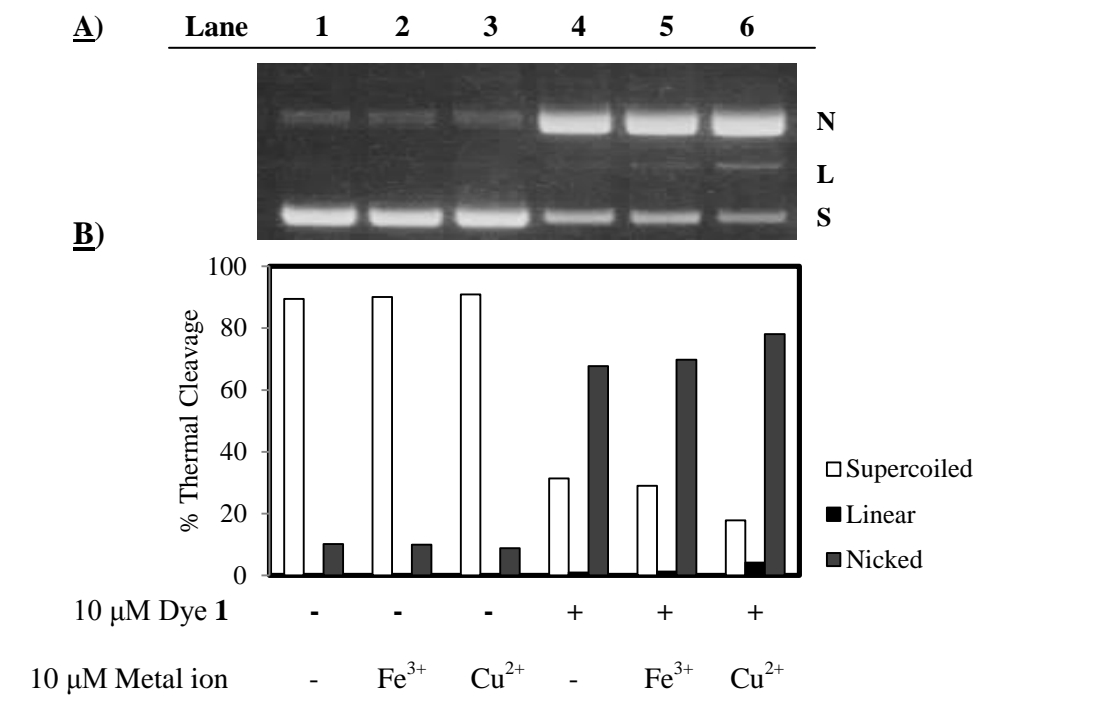 A) Lane 1 2 3 4 5 6
N
L
S
B)
100
80
60
40
20
0
% Thermal Cleavage
Supercoiled
Linear
Nicked
10 μM Dye 1 - - - + + +
10 μM Metal ion - Fe³⁺ Cu²⁺ - Fe³⁺ Cu²⁺